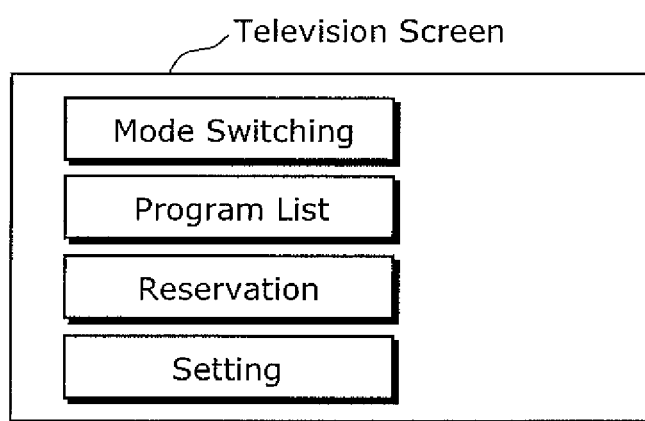 Television Screen
Mode Switching
Program List
Reservation
Setting